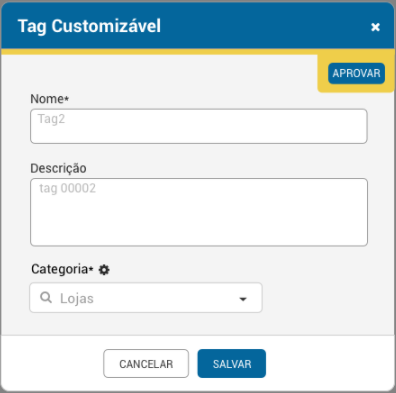 Tag Customizável
APROVAR
Nome*
Tag2
Descrição
tag 00002
Categoria*
Lojas
CANCELAR
SALVAR